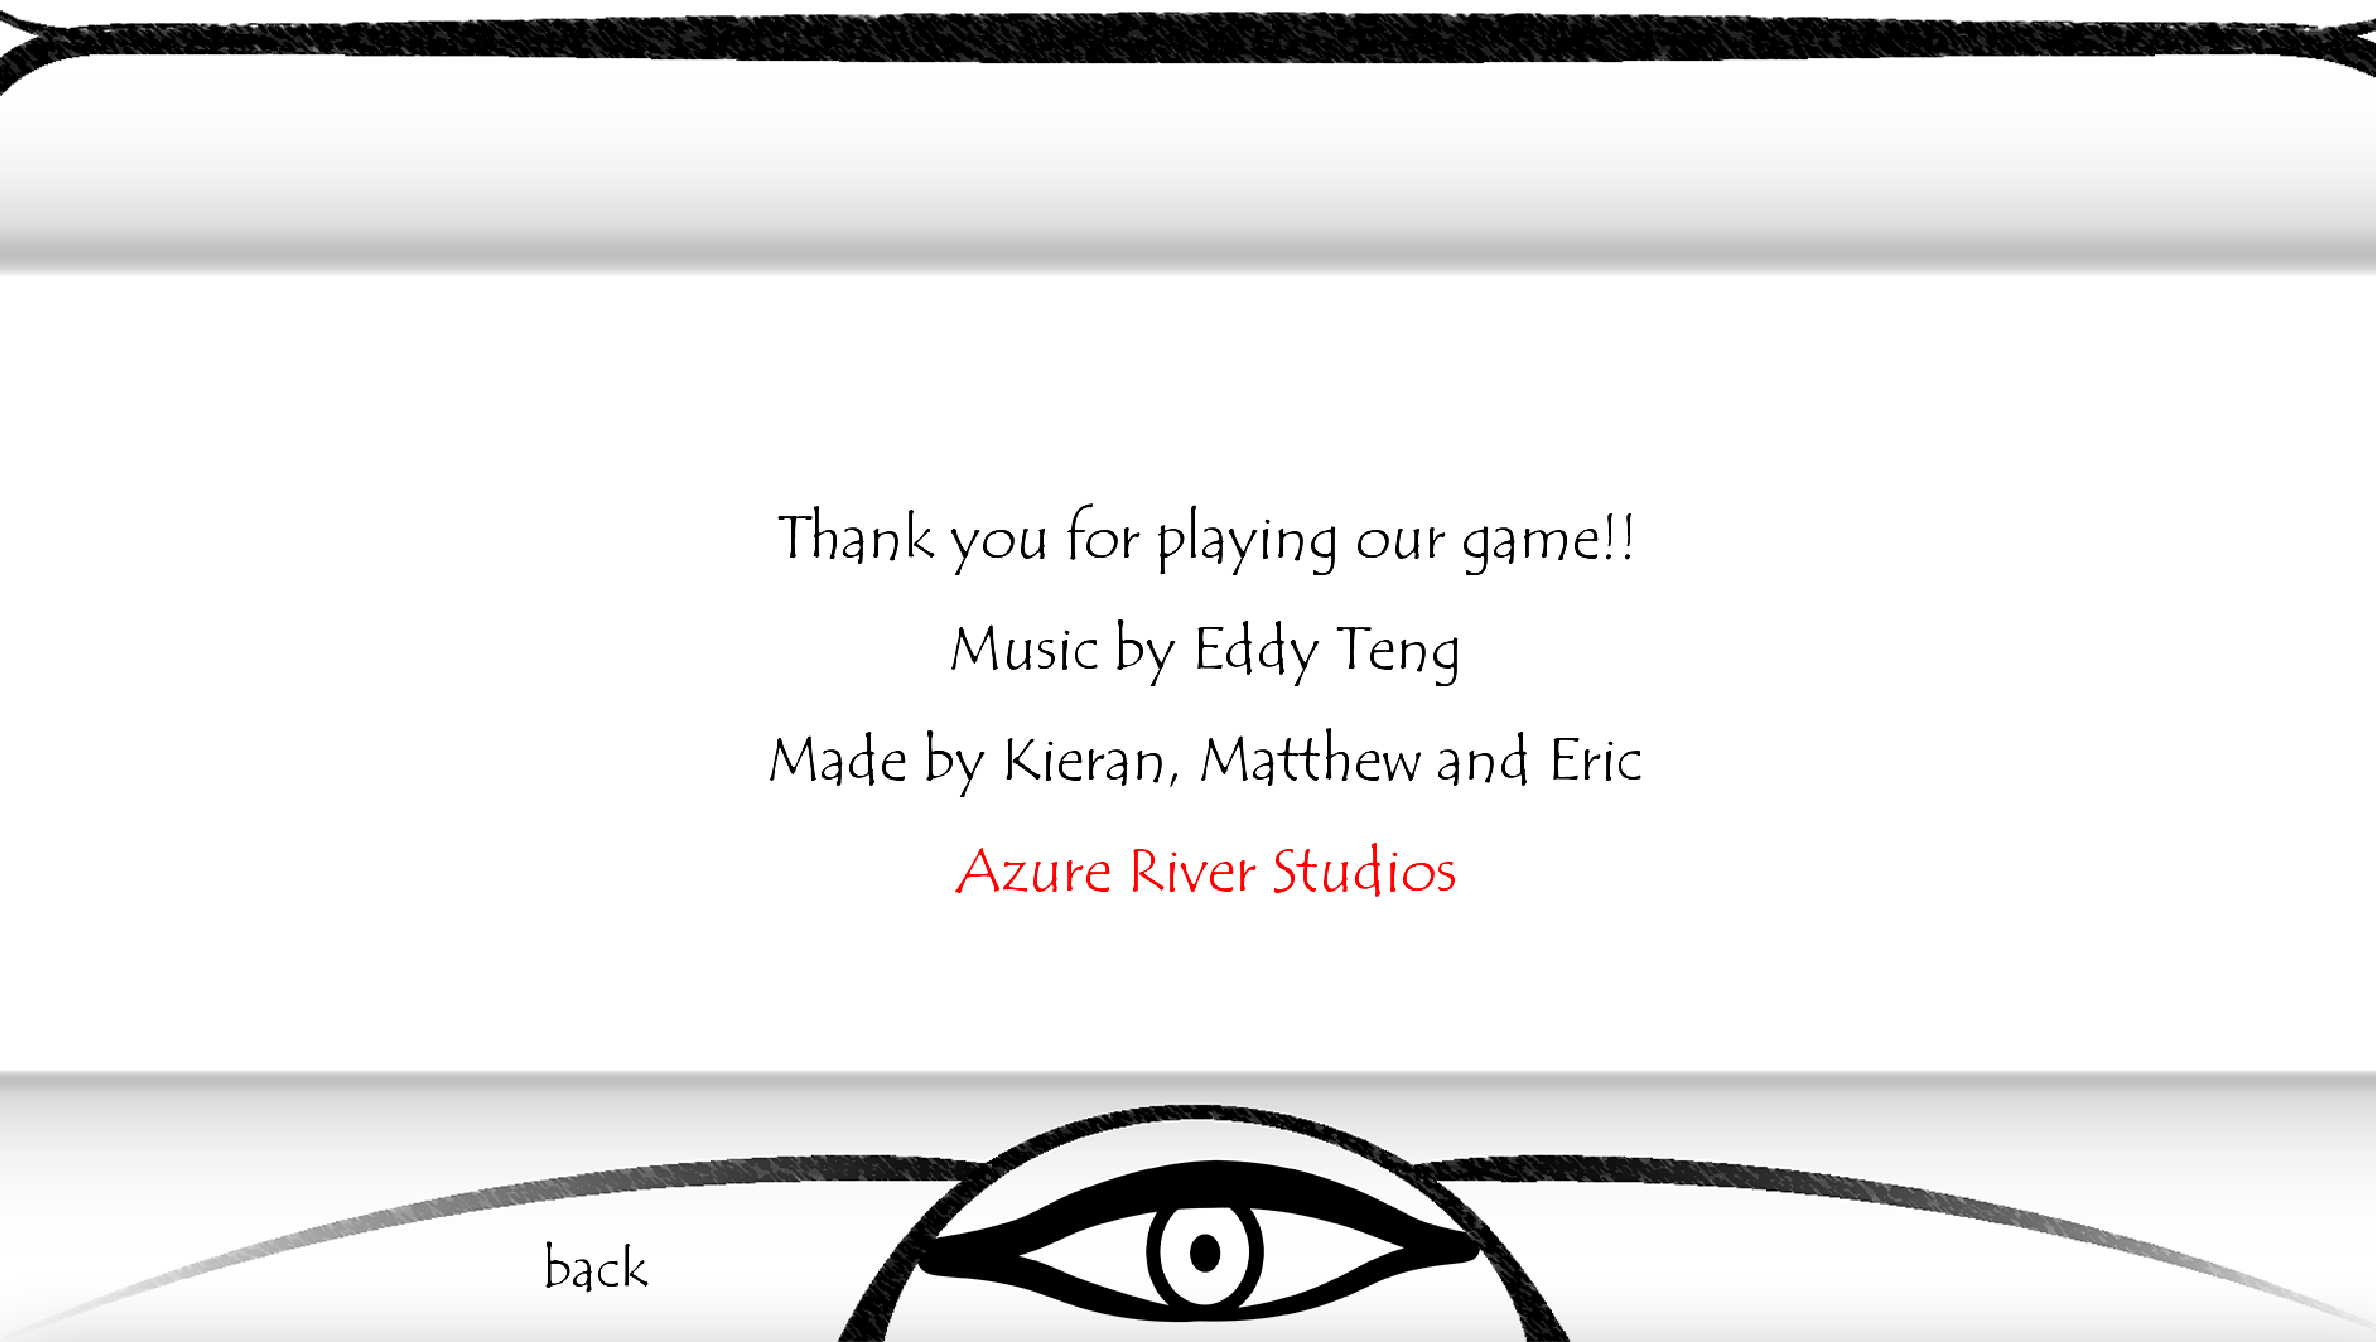 Thank you for playing our game!!
Music by Eddy Teng
Made by Kieran, Matthew and Eric
Azure River Studios
back